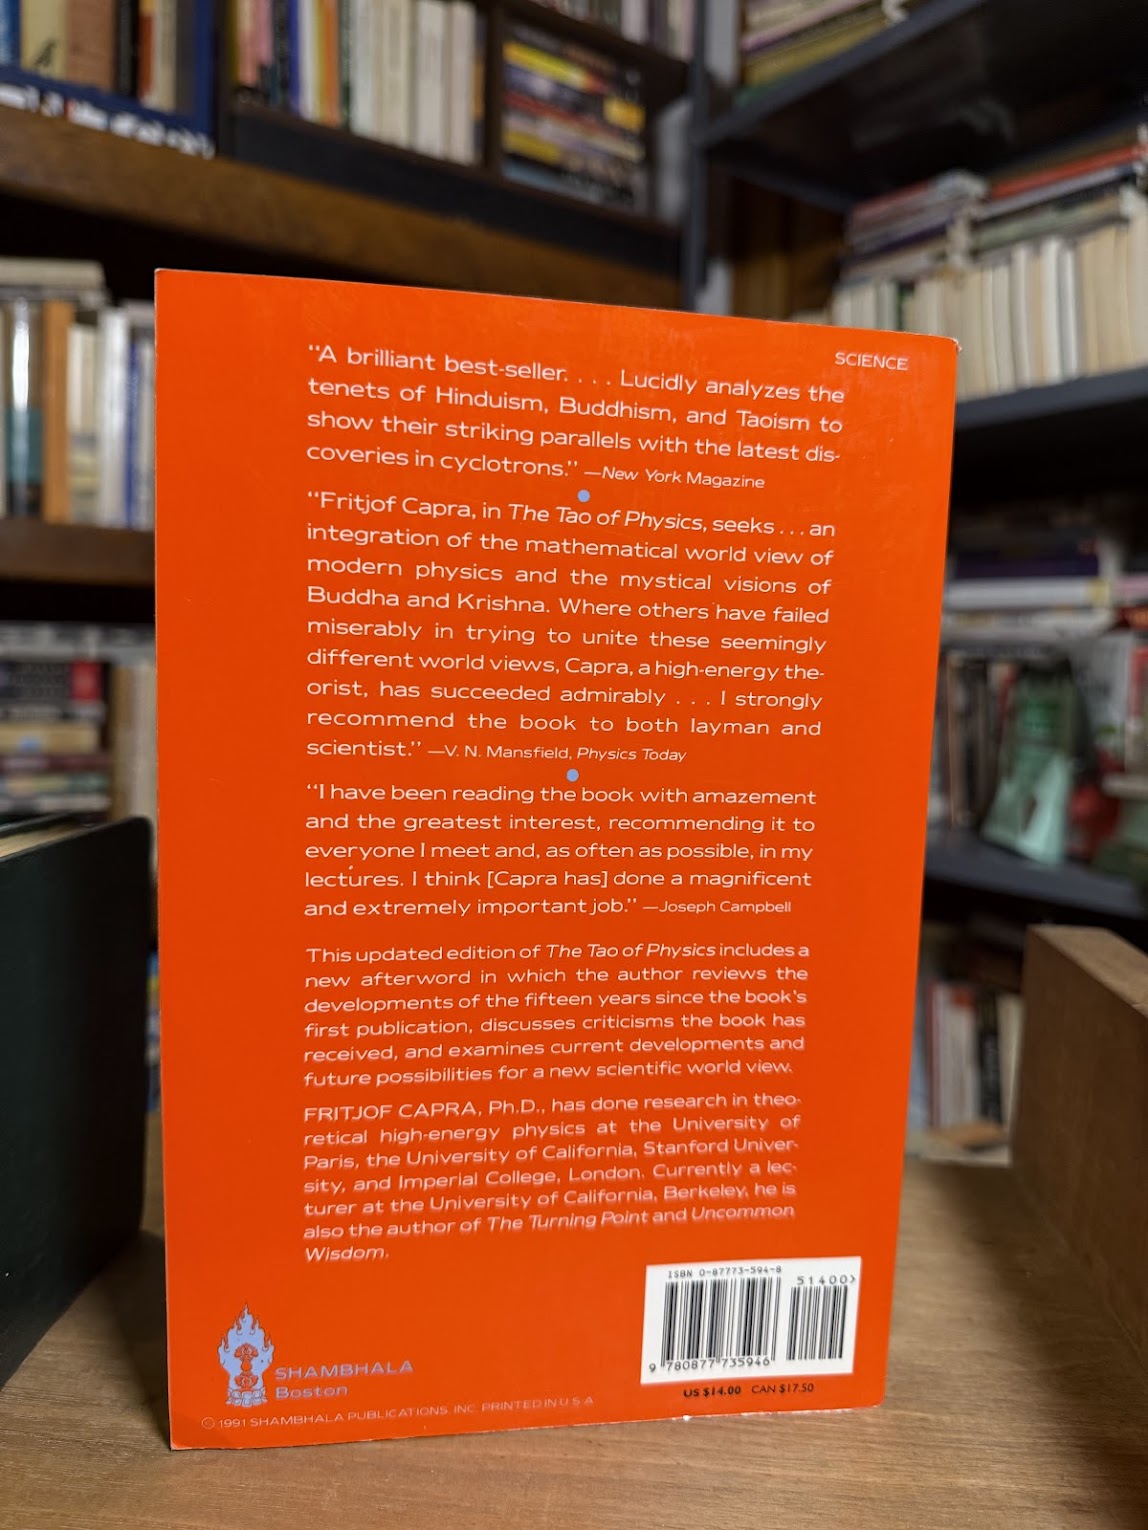 SCIENCE
“A brilliant best-seller. . . . Lucidly analyzes the
tenets of Hinduism, Buddhism, and Taoism to
show their striking parallels with the latest dis-
coveries in cyclotrons.” —New York Magazine
“Fritjof Capra, in The Tao of Physics, seeks . . . an
integration of the mathematical world view of
modern physics and the mystical visions of
Buddha and Krishna. Where others have failed
miserably in trying to unite these seemingly
different world views, Capra, a high-energy the-
orist, has succeeded admirably . . . I strongly
recommend the book to both layman and
scientist.” —V. N. Mansfield, Physics Today
“I have been reading the book with amazement
and the greatest interest, recommending it to
everyone I meet and, as often as possible, in my
lectures. I think [Capra has] done a magnificent
and extremely important job.” —Joseph Campbell
This updated edition of The Tao of Physics includes a
new afterword in which the author reviews the
developments of the fifteen years since the book's
first publication, discusses criticisms the book has
received, and examines current developments and
future possibilities for a new scientific world view.
FRITJOF CAPRA, Ph.D., has done research in theo-
retical high-energy physics at the University of
Paris, the University of California, Stanford Univer-
sity, and Imperial College, London. Currently a lec-
turer at the University of California, Berkeley, he is
also the author of The Turning Point and Uncommon
Wisdom.
ISBN 0-87773-594-8
51400>
9 780877 735946
US $14.00 CAN $17.50
SHAMBHALA
Boston
© 1991 SHAMBHALA PUBLICATIONS, INC. PRINTED IN U.S.A